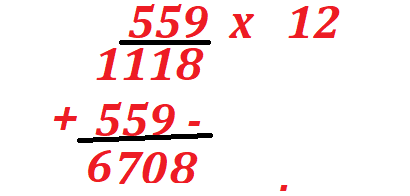 559 x 12
1118
+ 559 -
6708
.